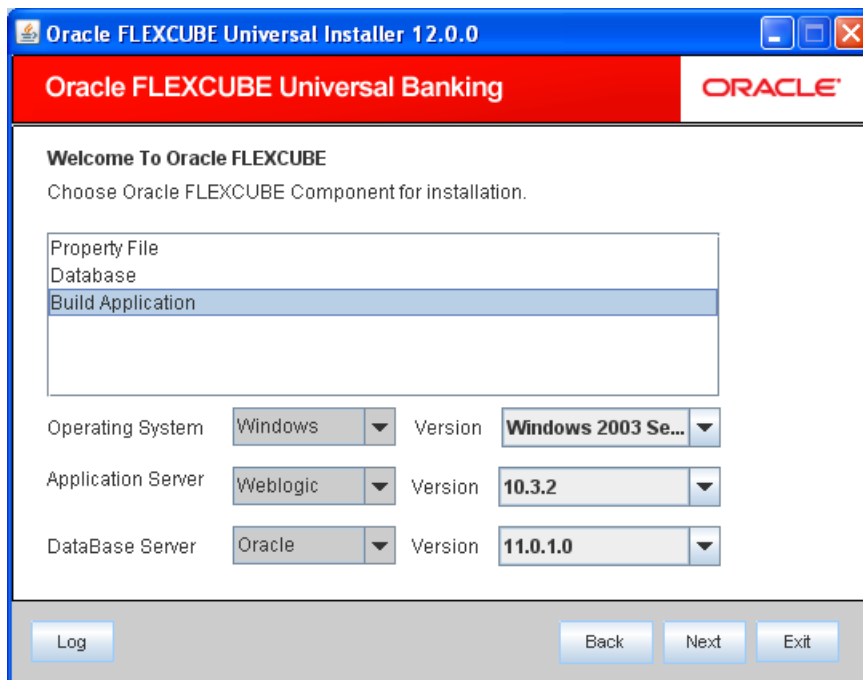 Oracle FLEXCUBE Universal Installer 12.0.0
Oracle FLEXCUBE Universal Banking
ORACLE
Welcome To Oracle FLEXCUBE
Choose Oracle FLEXCUBE Component for installation.
Property File
Database
Build Application
Operating System Windows Version Windows 2003 Se...
Application Server Weblogic Version 10.3.2
DataBase Server Oracle Version 11.0.1.0
Log Back Next Exit